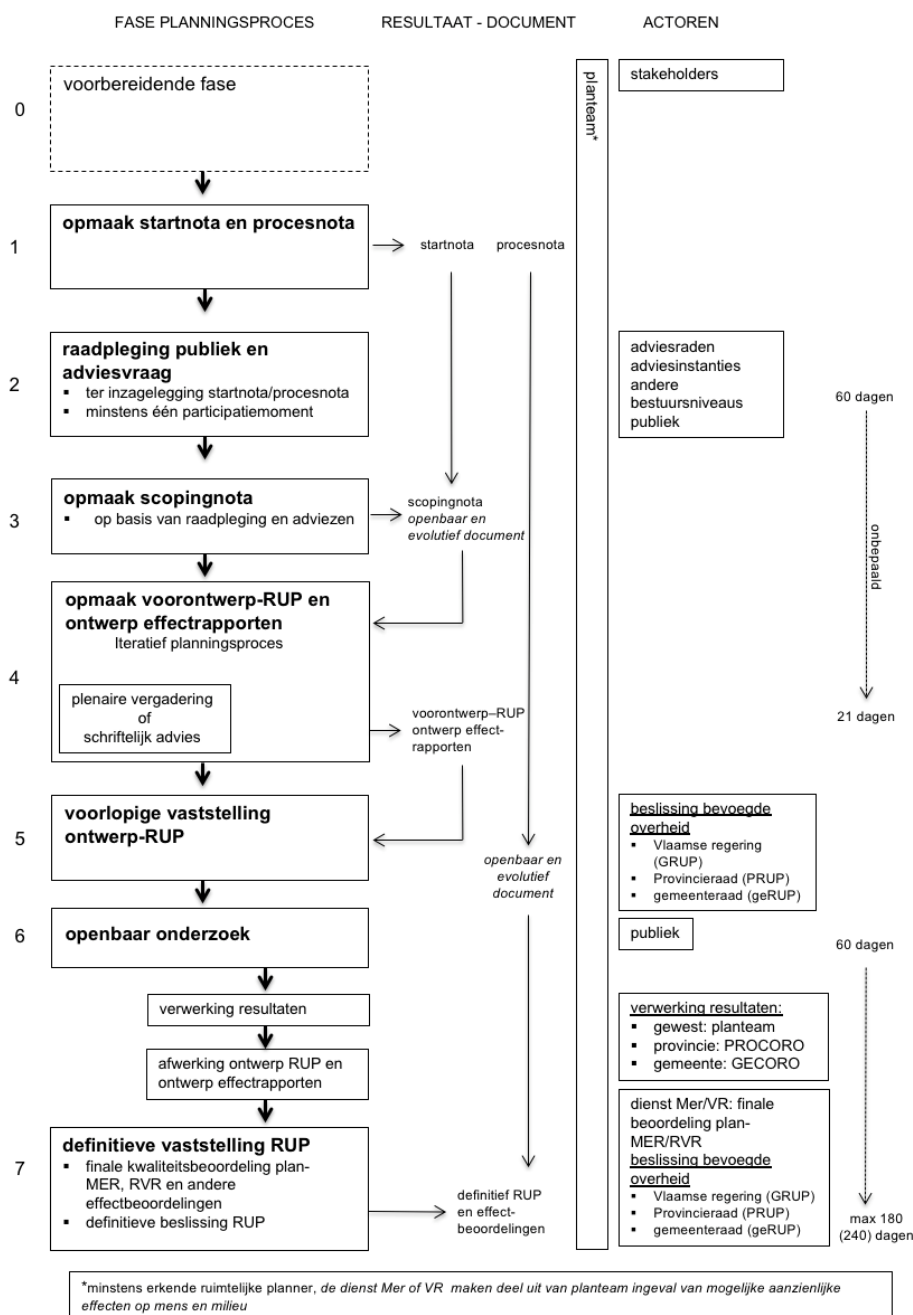 FASE PLANNINGSPROCES
RESULTAAT - DOCUMENT
ACTOREN
0
voorbereidende fase
planteam*
stakeholders
1
opmaak startnota en procesnota
startnota
procesnota
2
raadpleging publiek en
adviesvraag
▪ ter inzagelegging startnota/procesnota
▪ minstens één participatiemoment
adviesraden
adviesinstanties
andere
bestuursniveaus
publiek
60 dagen
3
opmaak scopingnota
▪ op basis van raadpleging en adviezen
scopingnota
openbaar en
evolutief document
onbepaald
4
opmaak voorontwerp-RUP en
ontwerp effectrapporten
Iteratief planningsproces
plenaire vergadering
of
schriftelijk advies
voorontwerp–RUP
ontwerp effect-
rapporten
21 dagen
5
voorlopige vaststelling
ontwerp-RUP
openbaar en
evolutief
document
beslissing bevoegde
overheid
▪ Vlaamse regering
(GRUP)
▪ Provincieraad (PRUP)
▪ gemeenteraad (geRUP)
6
openbaar onderzoek
publiek
60 dagen
verwerking resultaten
verwerking resultaten:
▪ gewest: planteam
▪ provincie: PROCORO
▪ gemeente: GECORO
afwerking ontwerp RUP en
ontwerp effectrapporten
7
definitieve vaststelling RUP
▪ finale kwaliteitsbeoordeling plan-
MER, RVR en andere
effectbeoordelingen
▪ definitieve beslissing RUP
definitief RUP
en effect-
beoordelingen
dienst Mer/VR: finale
beoordeling plan-
MER/RVR
beslissing bevoegde
overheid
▪ Vlaamse regering (GRUP)
▪ Provincieraad (PRUP)
▪ gemeenteraad (geRUP)
max 180
(240) dagen
*minstens erkende ruimtelijke planner, de dienst Mer of VR maken deel uit van planteam ingeval van mogelijke aanzienlijke
effecten op mens en milieu